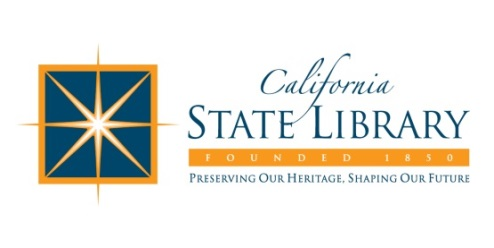 California
STATE LIBRARY
FOUNDED 1850
PRESERVING OUR HERITAGE, SHAPING OUR FUTURE